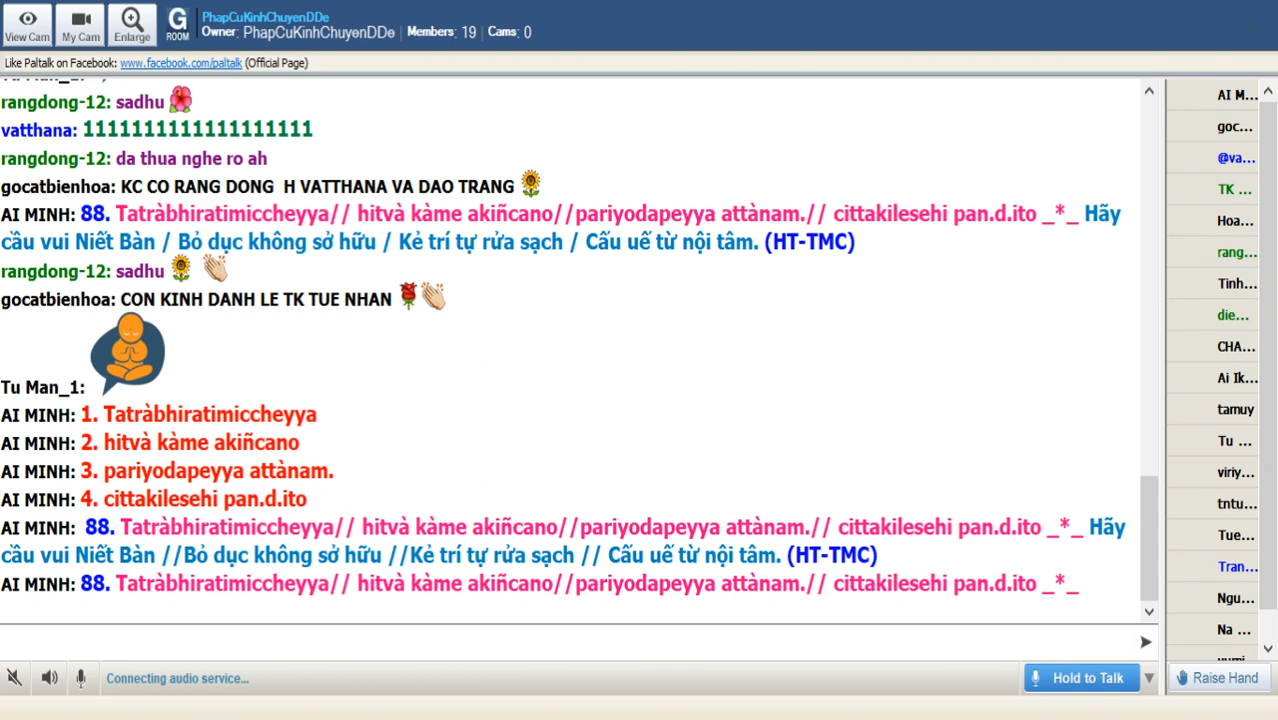 PhapCuKinhChuyenDDe
Owner: PhapCuKinhChuyenDDe | Members: 19 | Cams: 0
View Cam
My Cam
Enlarge
G
ROOM
Like Paltalk on Facebook: www.facebook.com/paltalk (Official Page)
rangdong-12: sadhu
vatthana: 1111111111111111111
rangdong-12: da thua nghe ro ah
gocatbienhoa: KC CO RANG DONG H VATTHANA VA DAO TRANG
AI MINH: 88. Tatràbhiratimiccheyya// hitvà kàme akiñcano//pariyodapeyya attànam.// cittakilesehi pan.d.ito _*_ Hãy
cầu vui Niết Bàn / Bỏ dục không sở hữu / Kẻ trí tự rửa sạch / Cấu uế từ nội tâm. (HT-TMC)
rangdong-12: sadhu
gocatbienhoa: CON KINH DANH LE TK TUE NHAN
Tu Man_1:
AI MINH: 1. Tatràbhiratimiccheyya
AI MINH: 2. hitvà kàme akiñcano
AI MINH: 3. pariyodapeyya attànam.
AI MINH: 4. cittakilesehi pan.d.ito
AI MINH: 88. Tatràbhiratimiccheyya// hitvà kàme akiñcano//pariyodapeyya attànam.// cittakilesehi pan.d.ito _*_ Hãy
cầu vui Niết Bàn //Bỏ dục không sở hữu //Kẻ trí tự rửa sạch // Cấu uế từ nội tâm. (HT-TMC)
AI MINH: 88. Tatràbhiratimiccheyya// hitvà kàme akiñcano//pariyodapeyya attànam.// cittakilesehi pan.d.ito _*_
AI M...
goc...
@va...
TK ...
Hoa...
rang...
Tinh...
die...
CHA...
Ai Ik...
tamuy
Tu ...
viriy...
tntu...
Tue...
Tran...
Ngu...
Na ...
Connecting audio service...
Hold to Talk
Raise Hand